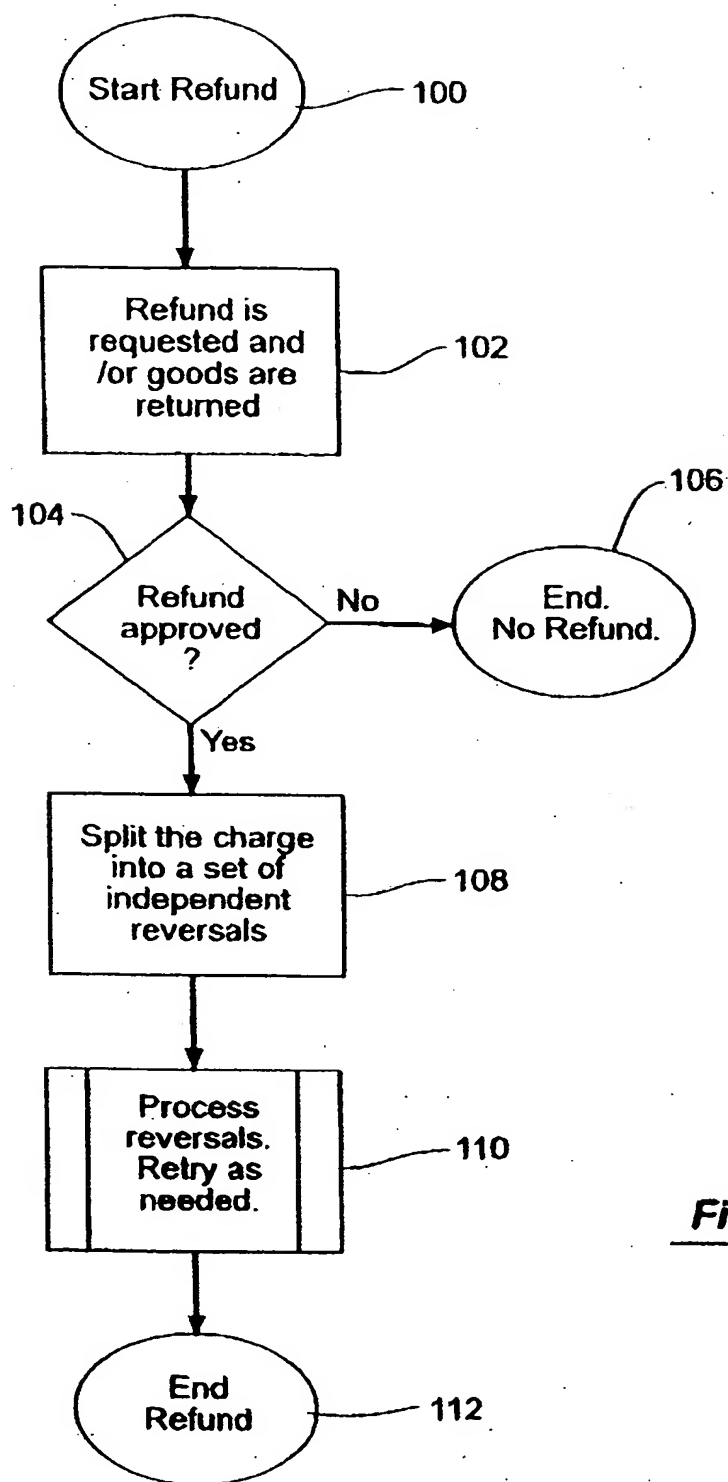 Start Refund
100
Refund is
requested and
/or goods are
returned
102
104
Refund
approved
?
No
106
End.
No Refund.
Yes
Split the charge
into a set of
independent
reversals
108
Process
reversals.
Retry as
needed.
110
End
Refund
112